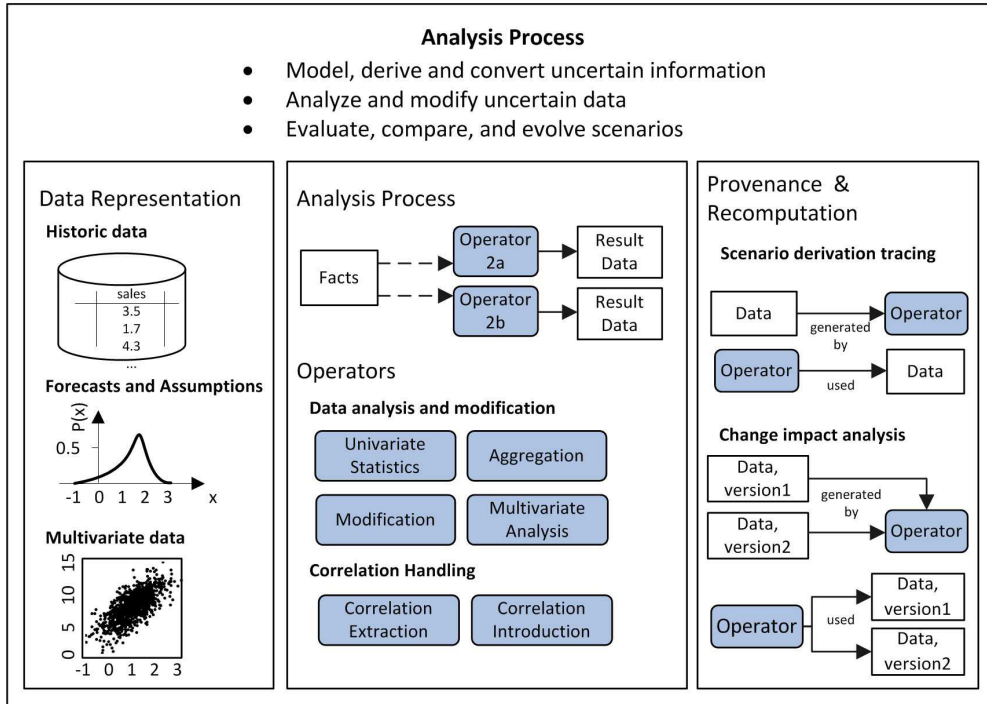 Analysis Process
• Model, derive and convert uncertain information
• Analyze and modify uncertain data
• Evaluate, compare, and evolve scenarios
Data Representation
Historic data
sales
3.5
1.7
4.3
...
Forecasts and Assumptions
P(x)
0.5
-1 0 1 2 3 x
Multivariate data
15
10
5
0
-1 0 1 2 3
Analysis Process
Facts
Operator
2a
Result
Data
Operator
2b
Result
Data
Operators
Data analysis and modification
Univariate
Statistics
Aggregation
Modification
Multivariate
Analysis
Correlation Handling
Correlation
Extraction
Correlation
Introduction
Provenance &
Recomputation
Scenario derivation tracing
Data
generated
by
Operator
Operator
used
Data
Change impact analysis
Data,
version1
generated
by
Data,
version2
Operator
Operator
used
Data,
version1
Data,
version2